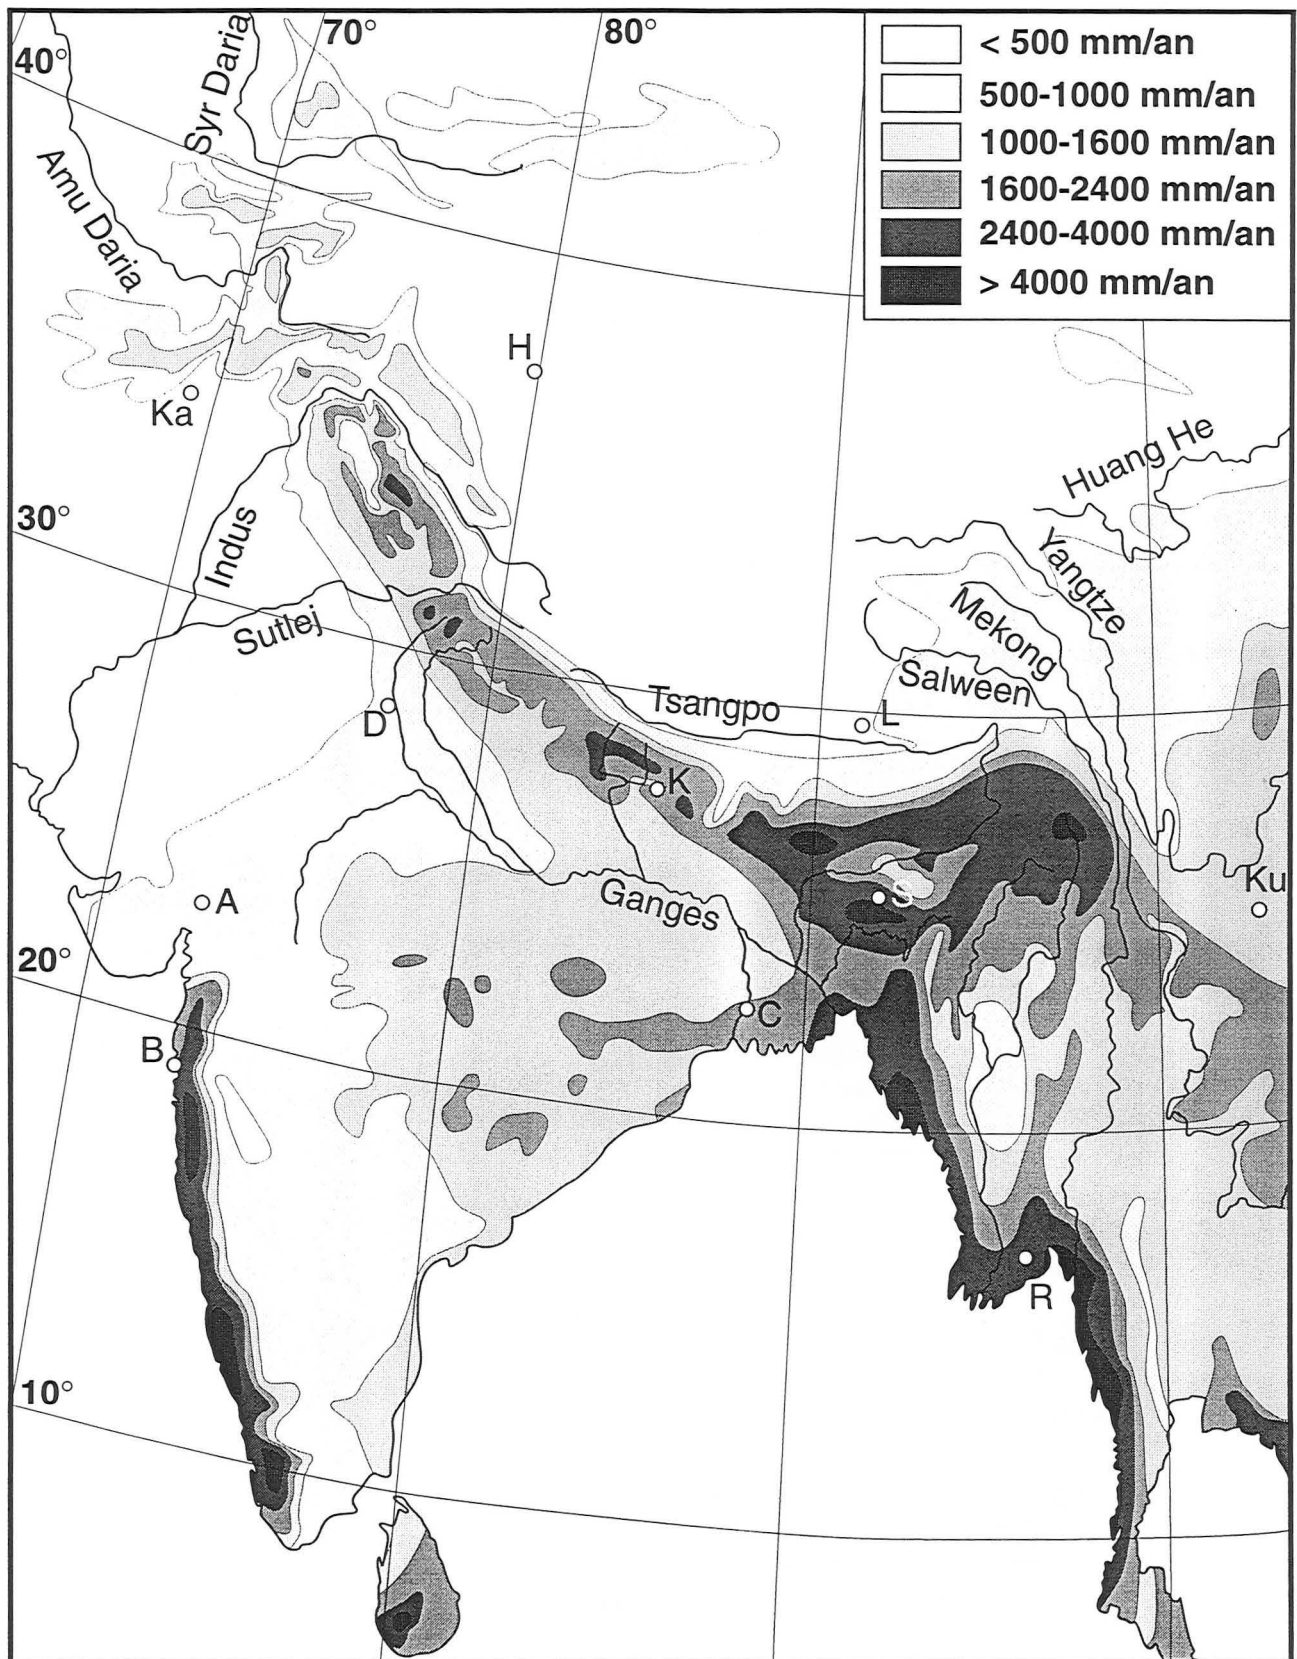 70°
80°
40°
< 500 mm/an
500-1000 mm/an
1000-1600 mm/an
1600-2400 mm/an
2400-4000 mm/an
> 4000 mm/an
Syr Daria
Amu Daria
H
Ka
Huang He
30°
Indus
Yangtze
Mekong
Sutlej
Salween
Tsangpo
L
D
K
Ku
A
Ganges
S
20°
C
B
R
10°